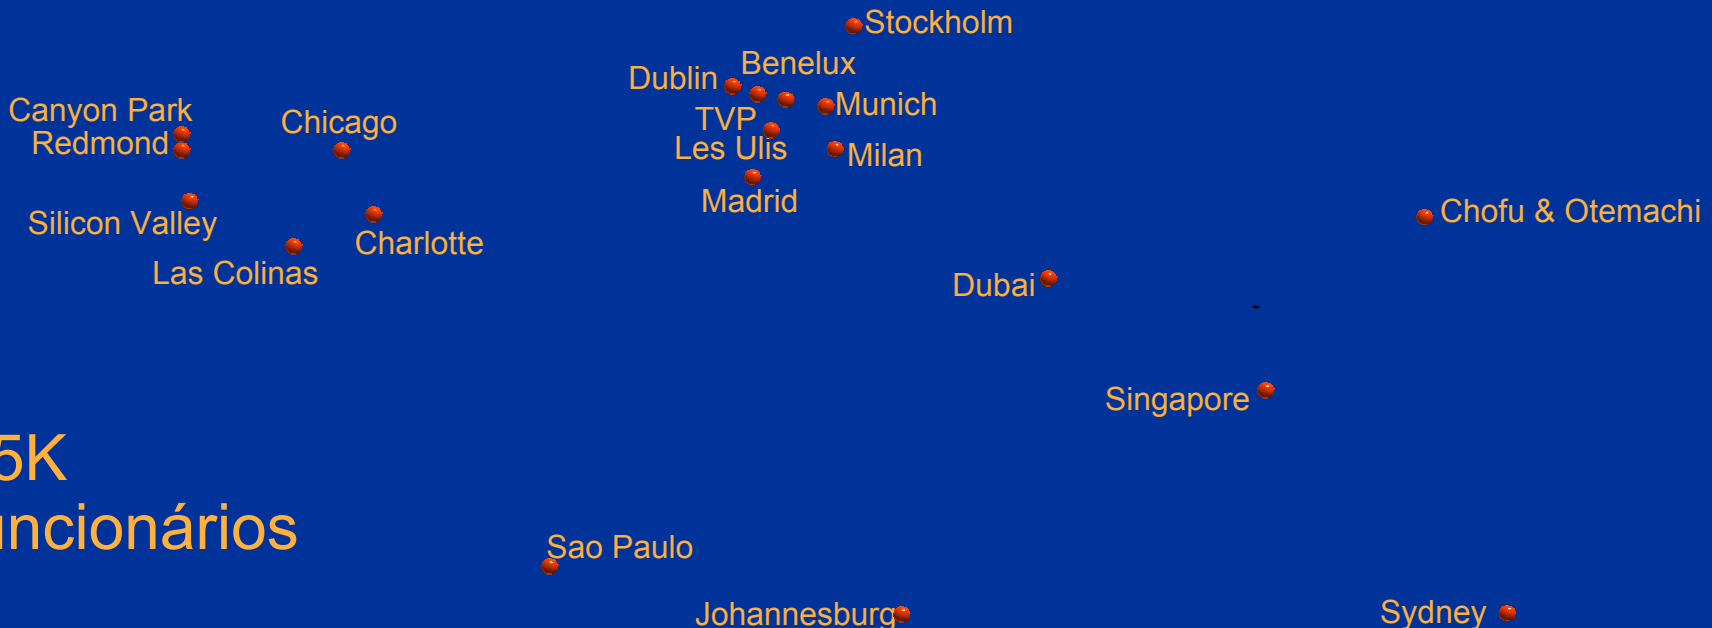 Stockholm
Benelux
Dublin
Canyon Park
Munich
TVP
Chicago
Redmond
Les Ulis
Milan
Madrid
Chofu & Otemachi
Silicon Valley
Charlotte
Las Colinas
Dubai
-
Singapore
5K
uncionários
Sao Paulo
Johannesburg
Sydney